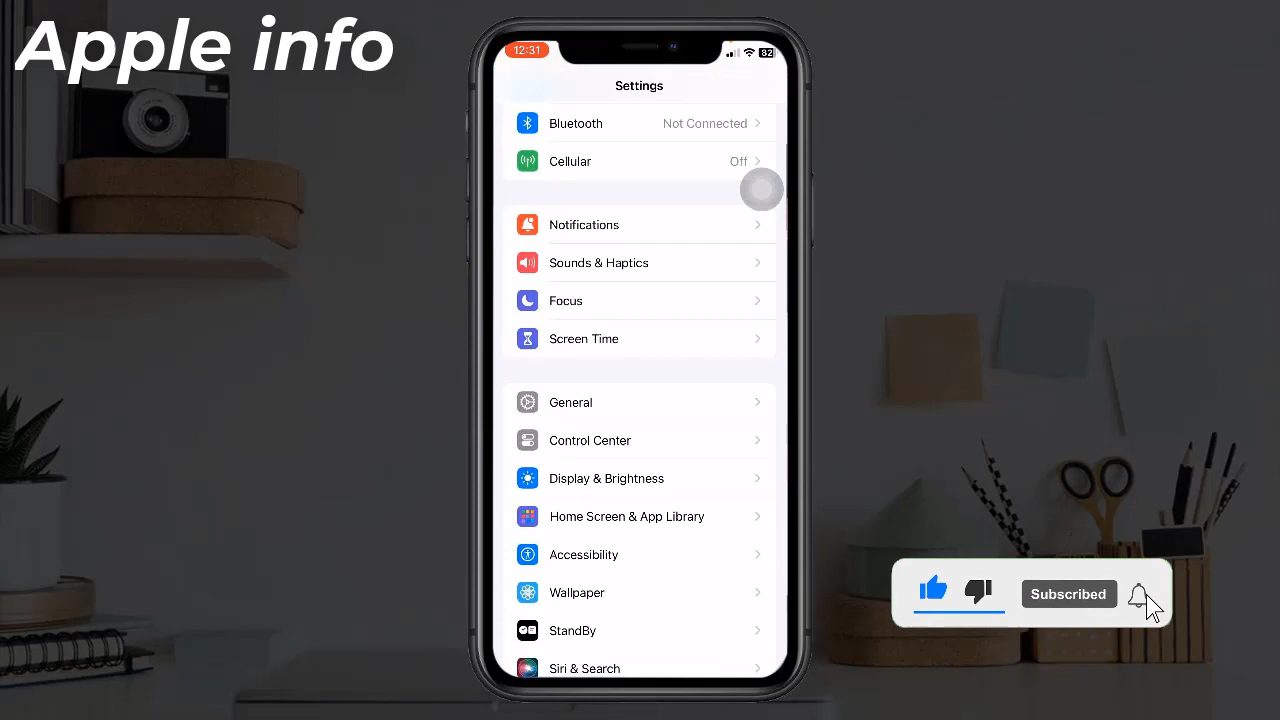 Apple info
12:31
82
Settings
Bluetooth Not Connected
Cellular Off
Notifications
Sounds & Haptics
Focus
Screen Time
General
Control Center
Display & Brightness
Home Screen & App Library
Accessibility
Wallpaper
StandBy
Siri & Search
Subscribed